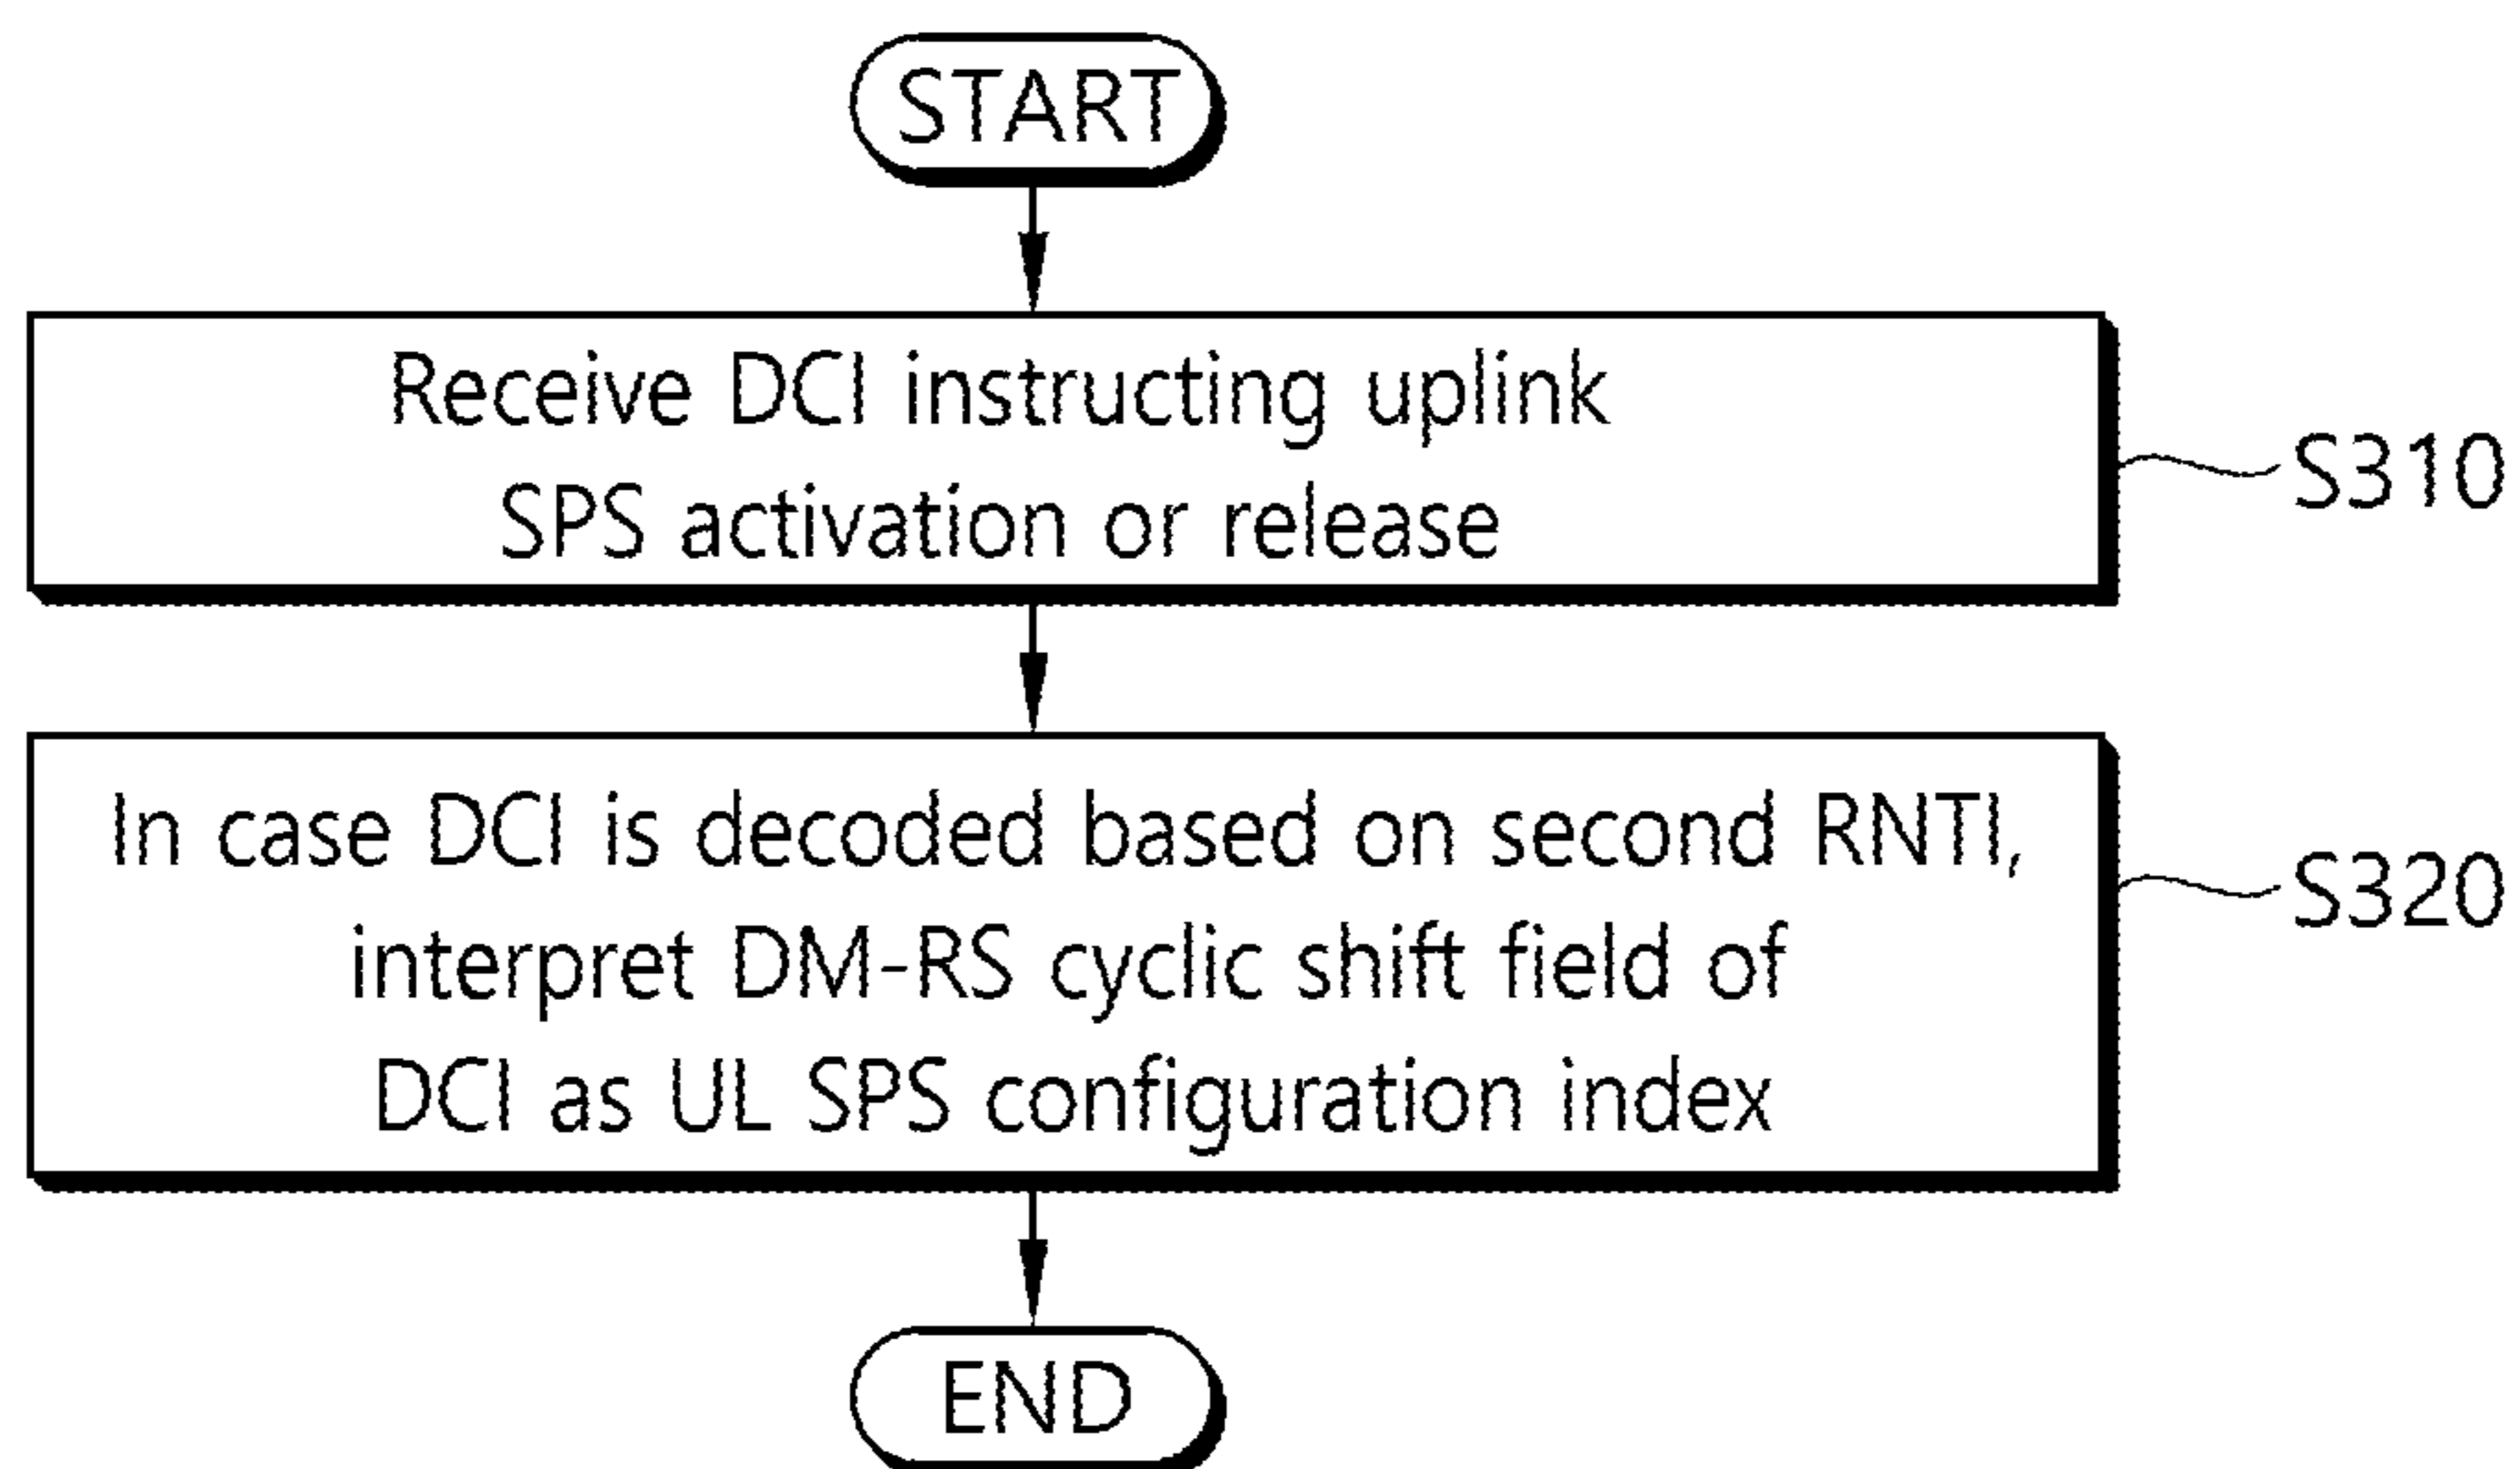 START
Receive DCI instructing uplink
SPS activation or release
S310
In case DCI is decoded based on second RNTI,
interpret DM-RS cyclic shift field of
DCI as UL SPS configuration index
S320
END